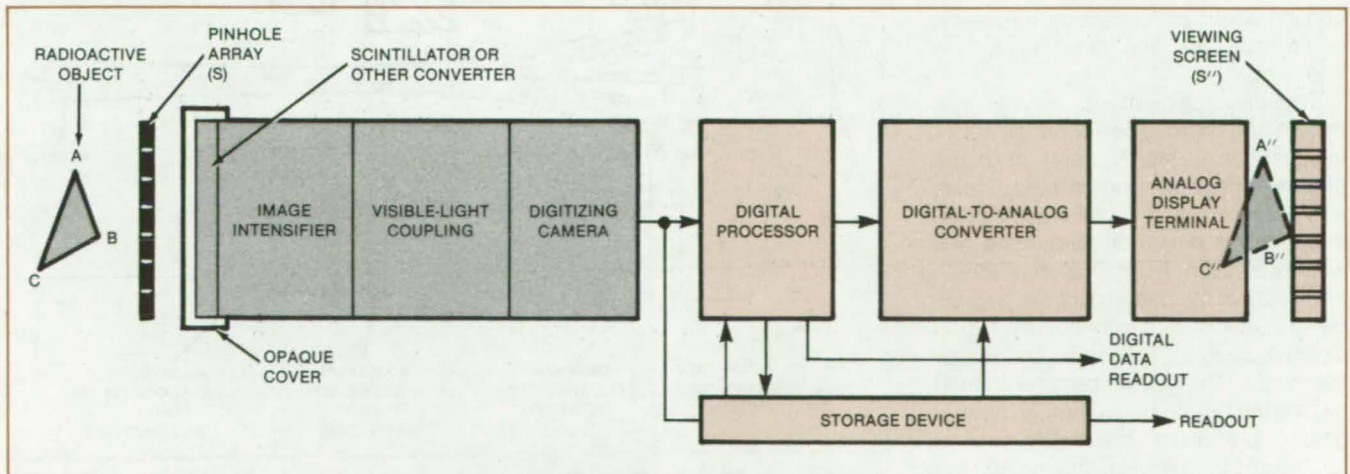 RADIOACTIVE
OBJECT
PINHOLE
ARRAY
(S)
SCINTILLATOR OR
OTHER CONVERTER
VIEWING
SCREEN
(S'')
A
B
C
IMAGE
INTENSIFIER
VISIBLE-LIGHT
COUPLING
DIGITIZING
CAMERA
DIGITAL
PROCESSOR
DIGITAL-TO-ANALOG
CONVERTER
ANALOG
DISPLAY
TERMINAL
A''
B''
C''
OPAQUE
COVER
DIGITAL
DATA
READOUT
STORAGE DEVICE
READOUT